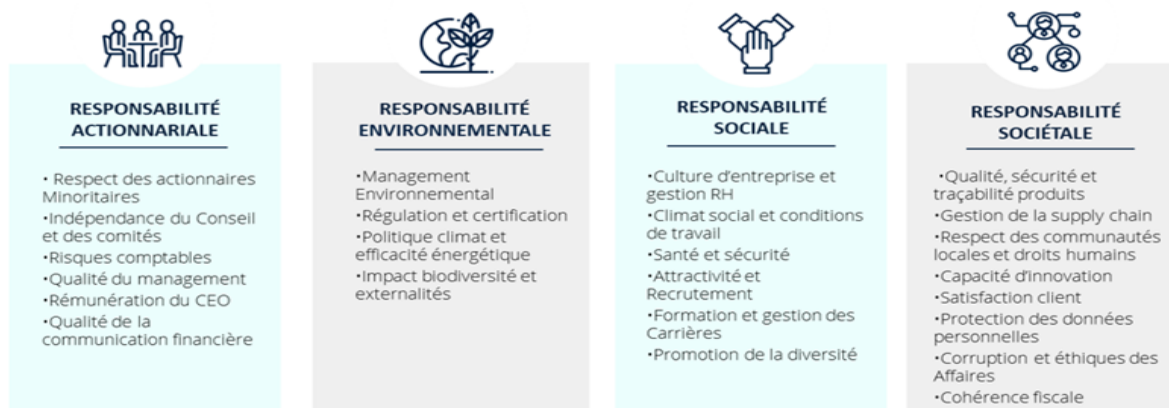 RESPONSABILITÉ
ACTIONNARIALE
• Respect des actionnaires
Minoritaires
•Indépendance du Conseil
et des comités
•Risques comptables
•Qualité du management
•Rémunération du CEO
•Qualité de la
communication financière
RESPONSABILITÉ
ENVIRONNEMENTALE
•Management
Environnemental
•Régulation et certification
•Politique climat et
efficacité énergétique
•Impact biodiversité et
externalités
RESPONSABILITÉ
SOCIALE
•Culture d’entreprise et
gestion RH
•Climat social et conditions
de travail
•Santé et sécurité
•Attractivité et
Recrutement
•Formation et gestion des
Carrières
•Promotion de la diversité
RESPONSABILITÉ
SOCIÉTALE
•Qualité, sécurité et
traçabilité produits
•Gestion de la supply chain
•Respect des communautés
locales et droits humains
•Capacité d’innovation
•Satisfaction client
•Protection des données
personnelles
•Corruption et éthiques des
Affaires
•Cohérence fiscale